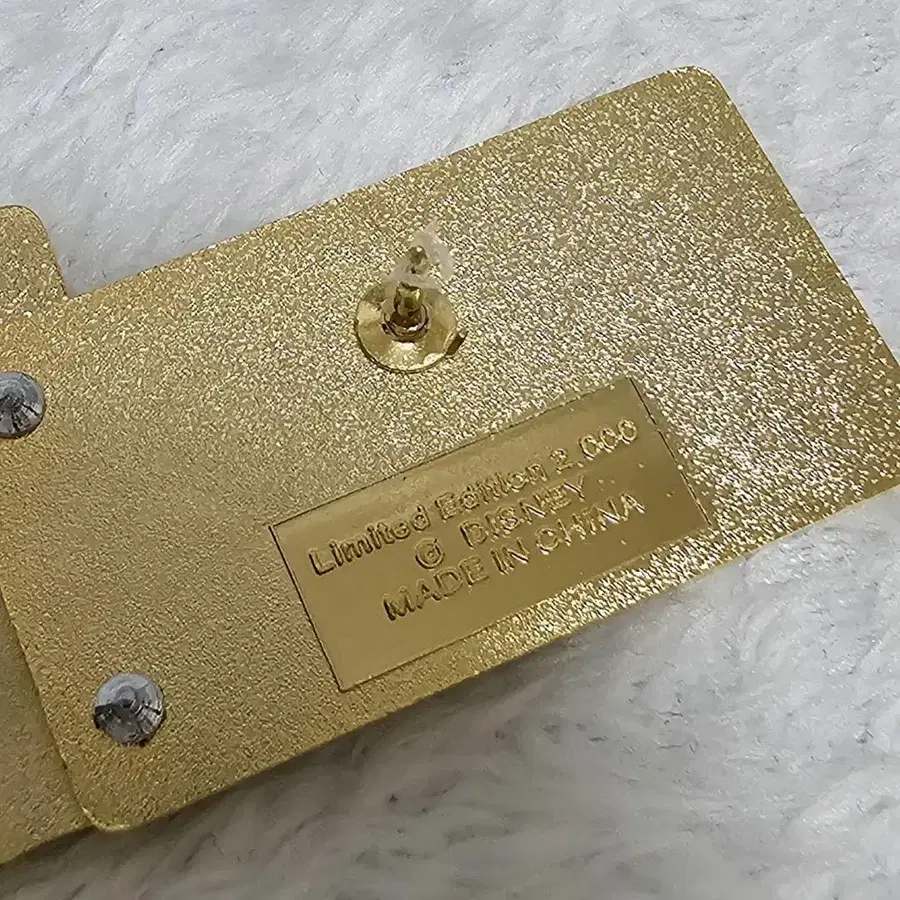 Limited Edition 2,000
© DISNEY
MADE IN CHINA